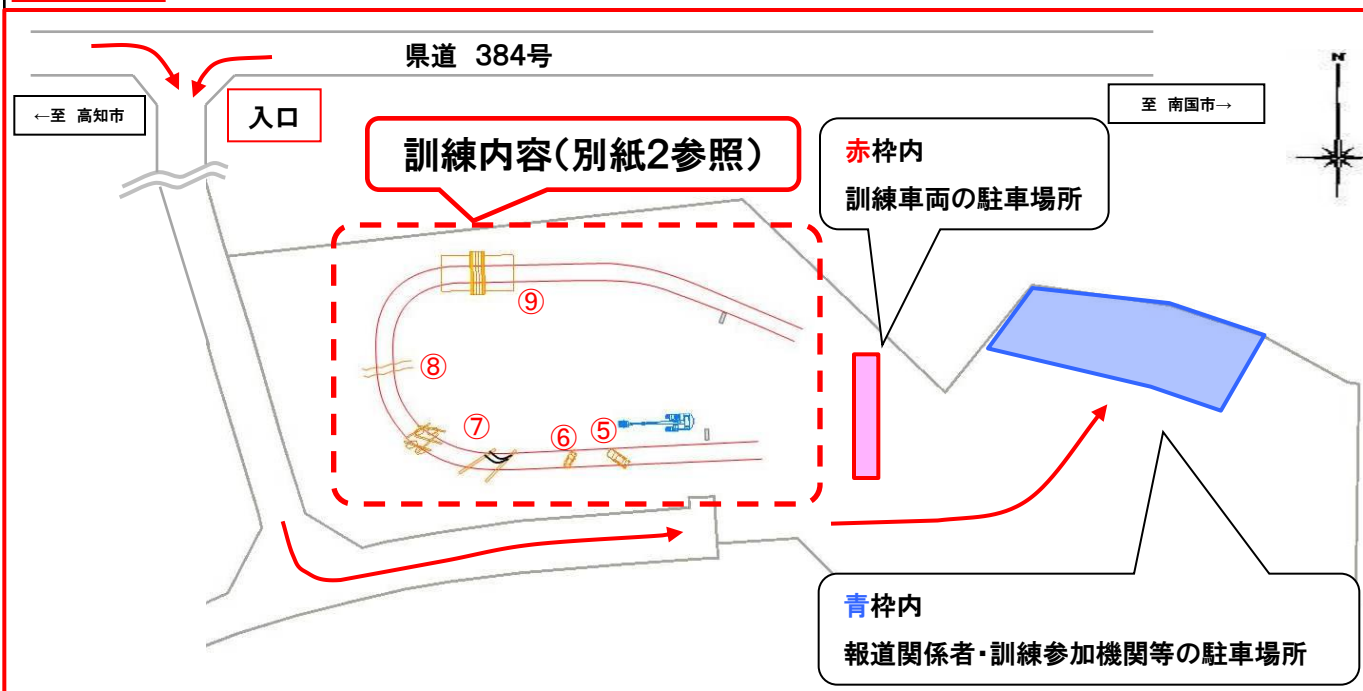 県道 384号
←至 高知市
入口
至 南国市→
N
訓練内容(別紙2参照)
赤枠内
訓練車両の駐車場所
⑨
⑧
⑦
⑥
⑤
青枠内
報道関係者・訓練参加機関等の駐車場所